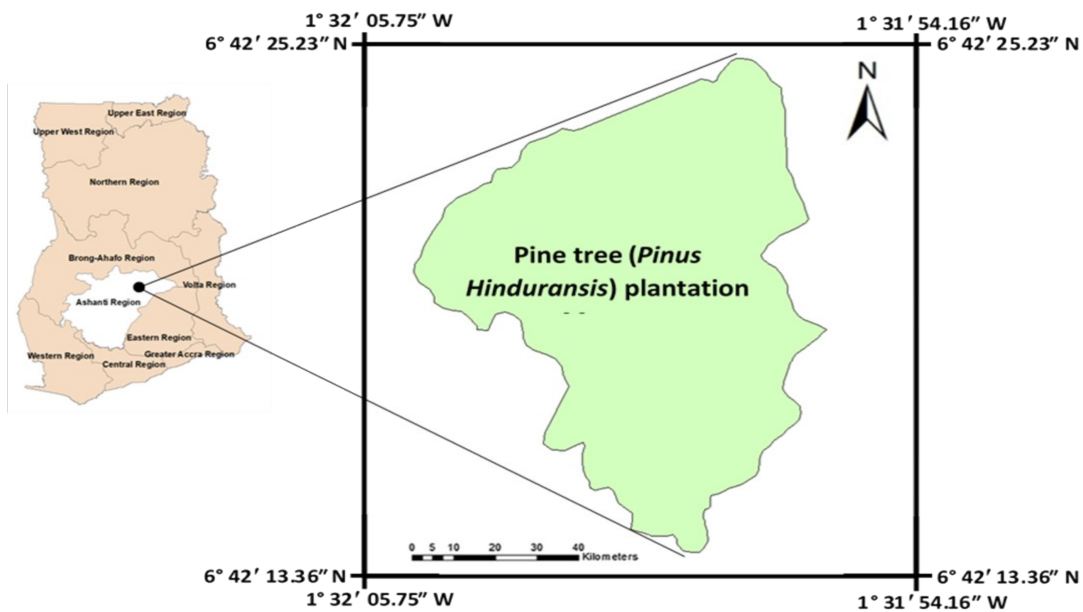 1° 32′ 05.75″ W
1° 31′ 54.16″ W
6° 42′ 25.23″ N
6° 42′ 25.23″ N
N
Upper East Region
Upper West Region
Northern Region
Brong-Ahafo Region
Volta Region
Ashanti Region
Eastern Region
Western Region
Greater Accra Region
Central Region
Pine tree (Pinus
Hinduransis) plantation
0 5 10 20 30 40
Kilometers
6° 42′ 13.36″ N
6° 42′ 13.36″ N
1° 32′ 05.75″ W
1° 31′ 54.16″ W